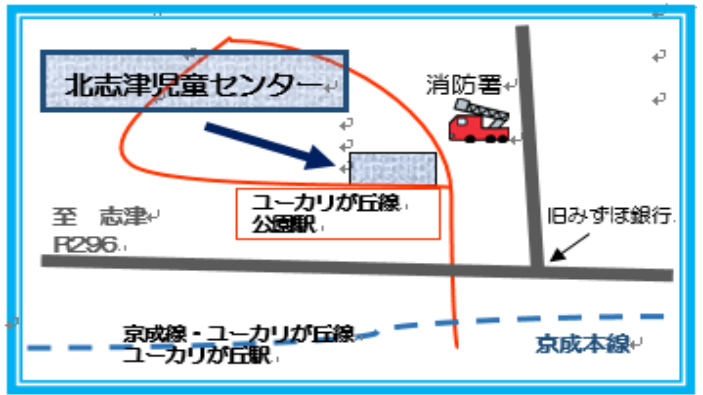 北志津児童センター
消防署
ユーカリが丘線
公園駅
至　志津
R296
旧みずほ銀行
京成線・ユーカリが丘線
ユーカリが丘駅
京成本線